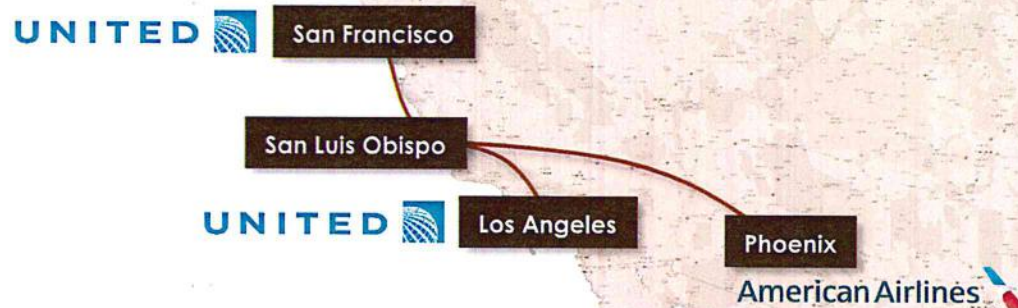 UNITED
San Francisco
San Luis Obispo
UNITED
Los Angeles
Phoenix
American Airlines